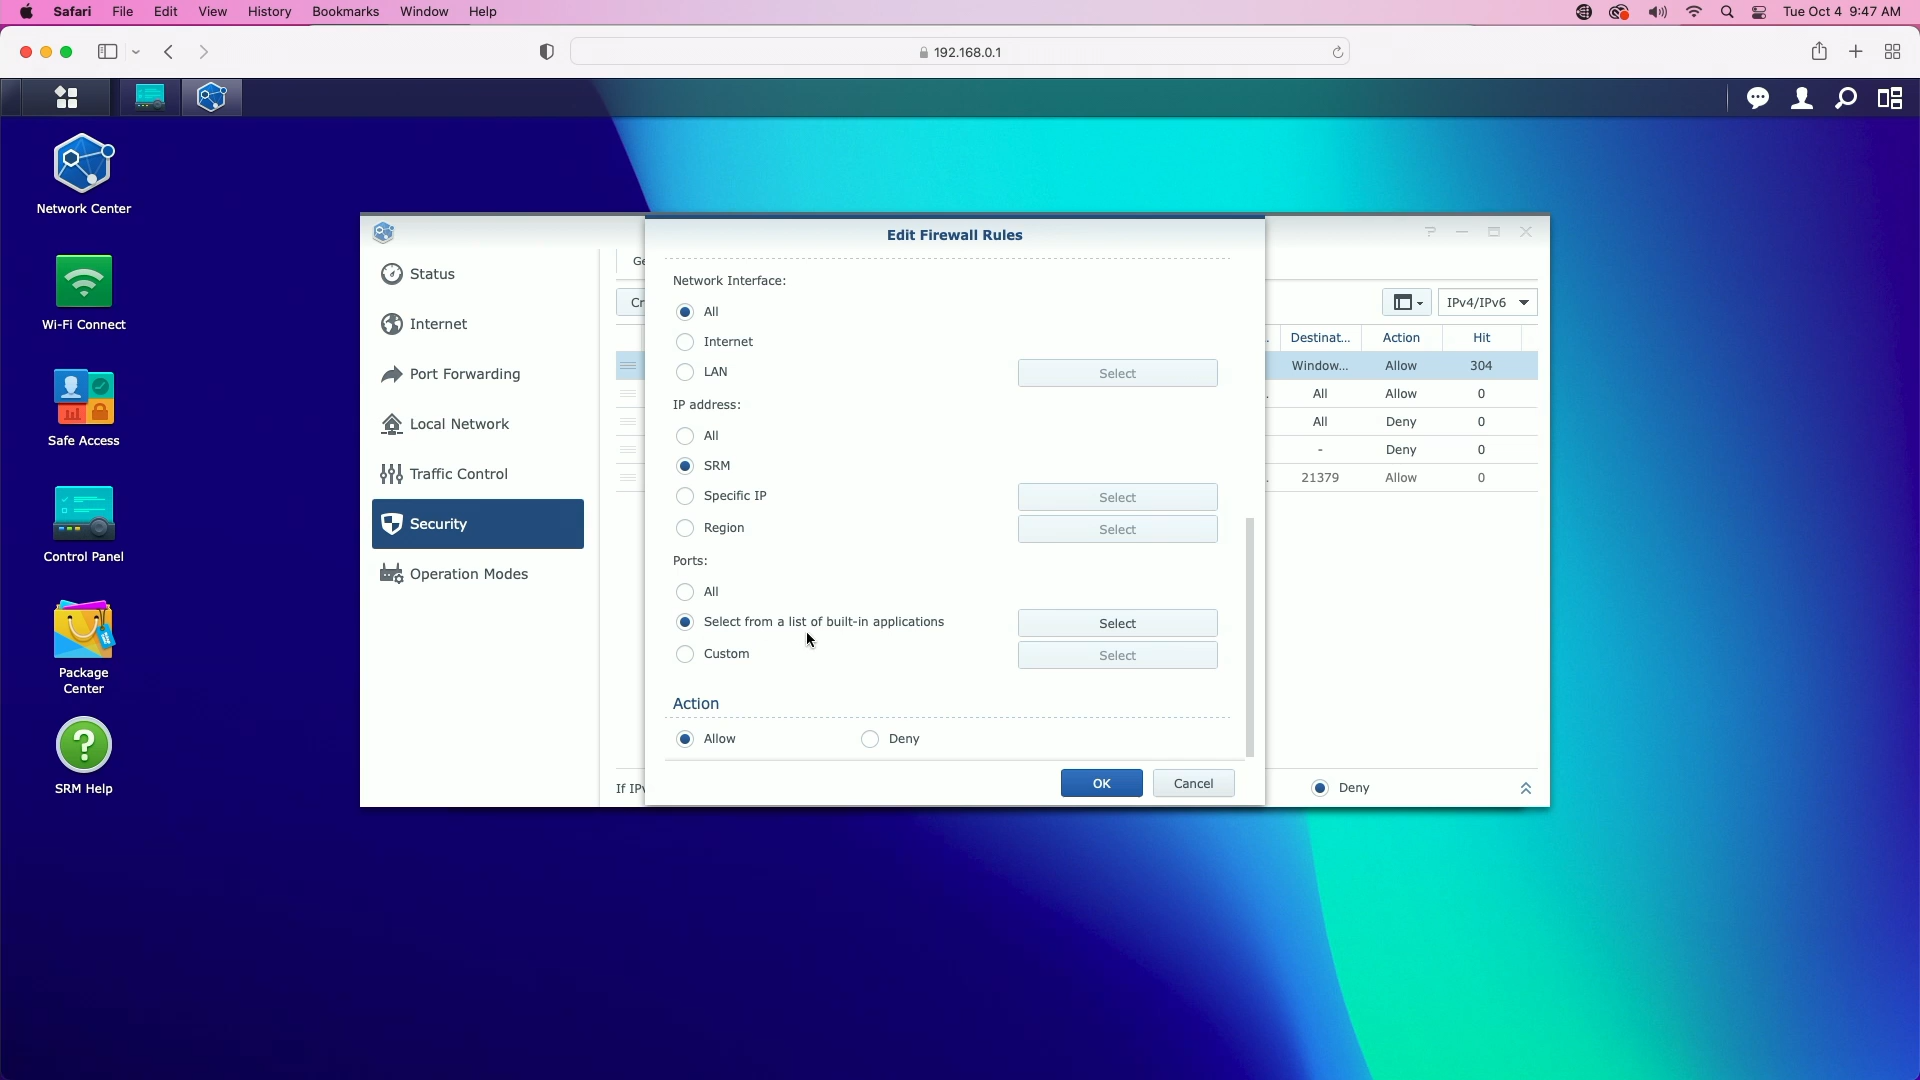 Safari File Edit View History Bookmarks Window Help Tue Oct 4 9:47 AM
192.168.0.1
Network Center
Wi-Fi Connect
Safe Access
Control Panel
Package
Center
SRM Help
Status
Internet
Port Forwarding
Local Network
Traffic Control
Security
Operation Modes
Ge
Cr
If IPv
Edit Firewall Rules
Network Interface:
All
Internet
LAN Select
IP address:
All
SRM
Specific IP Select
Region Select
Ports:
All
Select from a list of built-in applications Select
Custom Select
Action
Allow Deny
OK Cancel
IPv4/IPv6
. Destinat... Action Hit
Window... Allow 304
. All Allow 0
All Deny 0
- Deny 0
. 21379 Allow 0
Deny